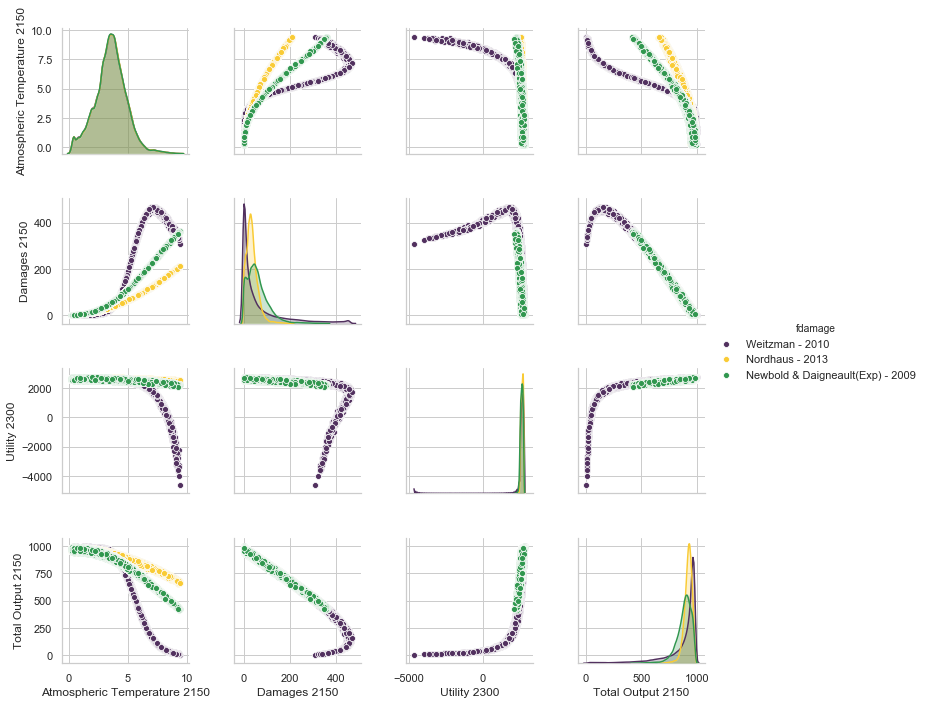 Atmospheric Temperature 2150
10.0
7.5
5.0
2.5
0.0
Damages 2150
400
200
0
fdamage
Weitzman - 2010
Nordhaus - 2013
Newbold & Daigneault(Exp) - 2009
Utility 2300
2000
0
−2000
−4000
Total Output 2150
1000
750
500
250
0
0 5 10
0 200 400
−5000 0
0 500 1000
Atmospheric Temperature 2150
Damages 2150
Utility 2300
Total Output 2150